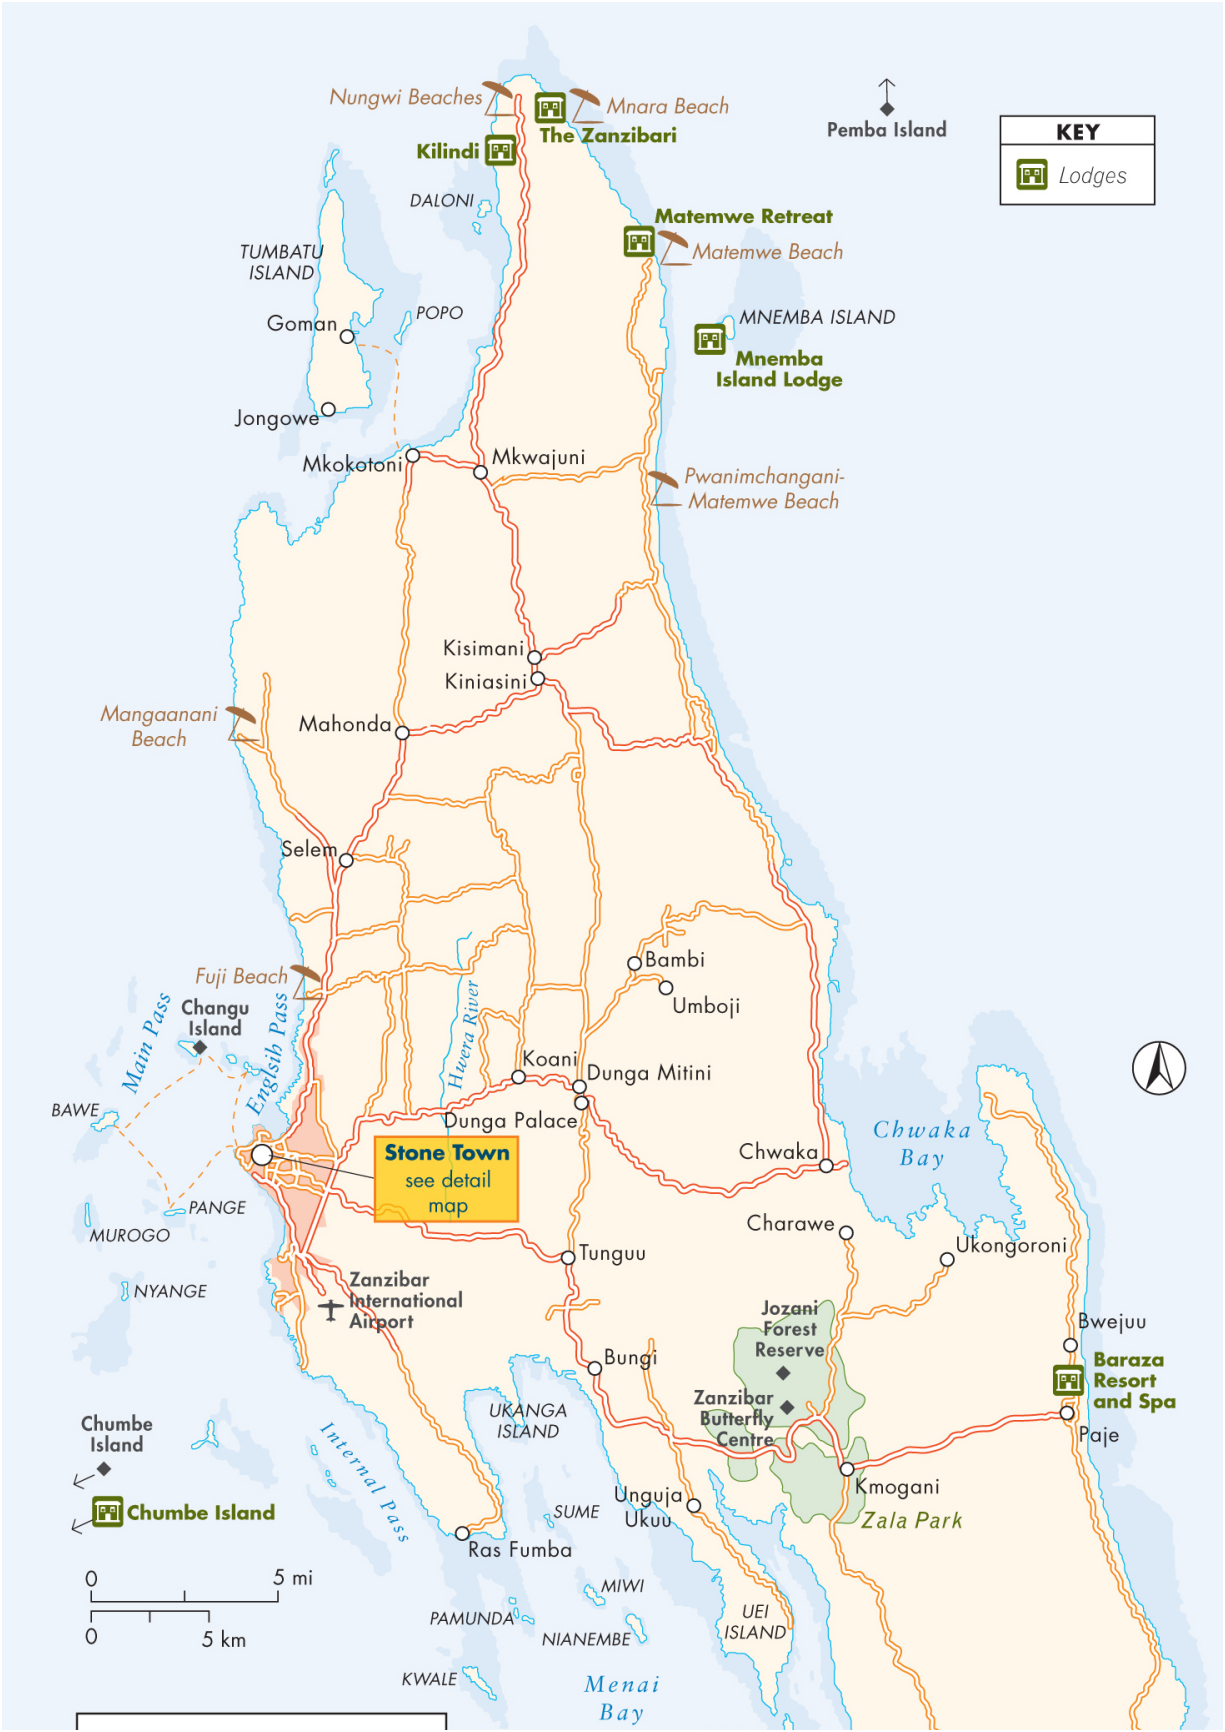 Nungwi Beaches
Mnara Beach
The Zanzibari
Kilindi
Pemba Island
KEY
Lodges
DALONI
Matemwe Retreat
Matemwe Beach
TUMBATU
ISLAND
POPO
Goman
MNEMBA ISLAND
Mnemba
Island Lodge
Jongowe
Mkokotoni
Mkwajuni
Pwanimchangani-
Matemwe Beach
Kisimani
Kiniasini
Mangaanani
Beach
Mahonda
Selem
Bambi
Umboji
Fuji Beach
Changu
Island
Main Pass
Englsih Pass
Hwera River
Koani
Dunga Mitini
Dunga Palace
BAWE
Stone Town
see detail
map
Chwaka
Chwaka
Bay
PANGE
MUROGO
Charawe
Ukongoroni
Tunguu
NYANGE
Zanzibar
International
Airport
Jozani
Forest
Reserve
Bwejuu
Bungi
Baraza
Resort
and Spa
Zanzibar
Butterfly
Centre
UKANGA
ISLAND
Paje
Chumbe
Island
Internal Pass
Kmogani
Unguja
Ukuu
Chumbe Island
SUME
Zala Park
Ras Fumba
0 5 mi
0 5 km
MIWI
PAMUNDA
NIANEMBE
UEI
ISLAND
KWALE
Menai
Bay